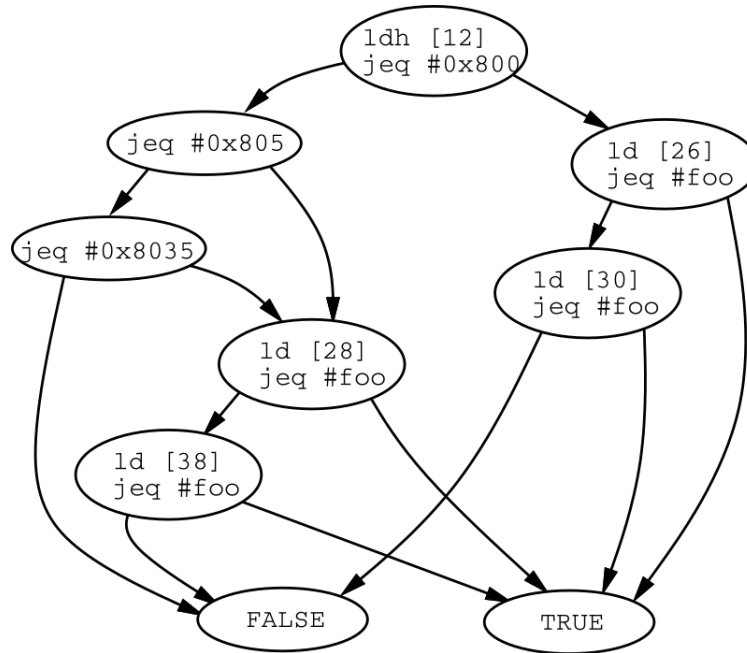 ldh [12]
jeq #0x800
jeq #0x805
ld [26]
jeq #foo
jeq #0x8035
ld [30]
jeq #foo
ld [28]
jeq #foo
ld [38]
jeq #foo
FALSE
TRUE